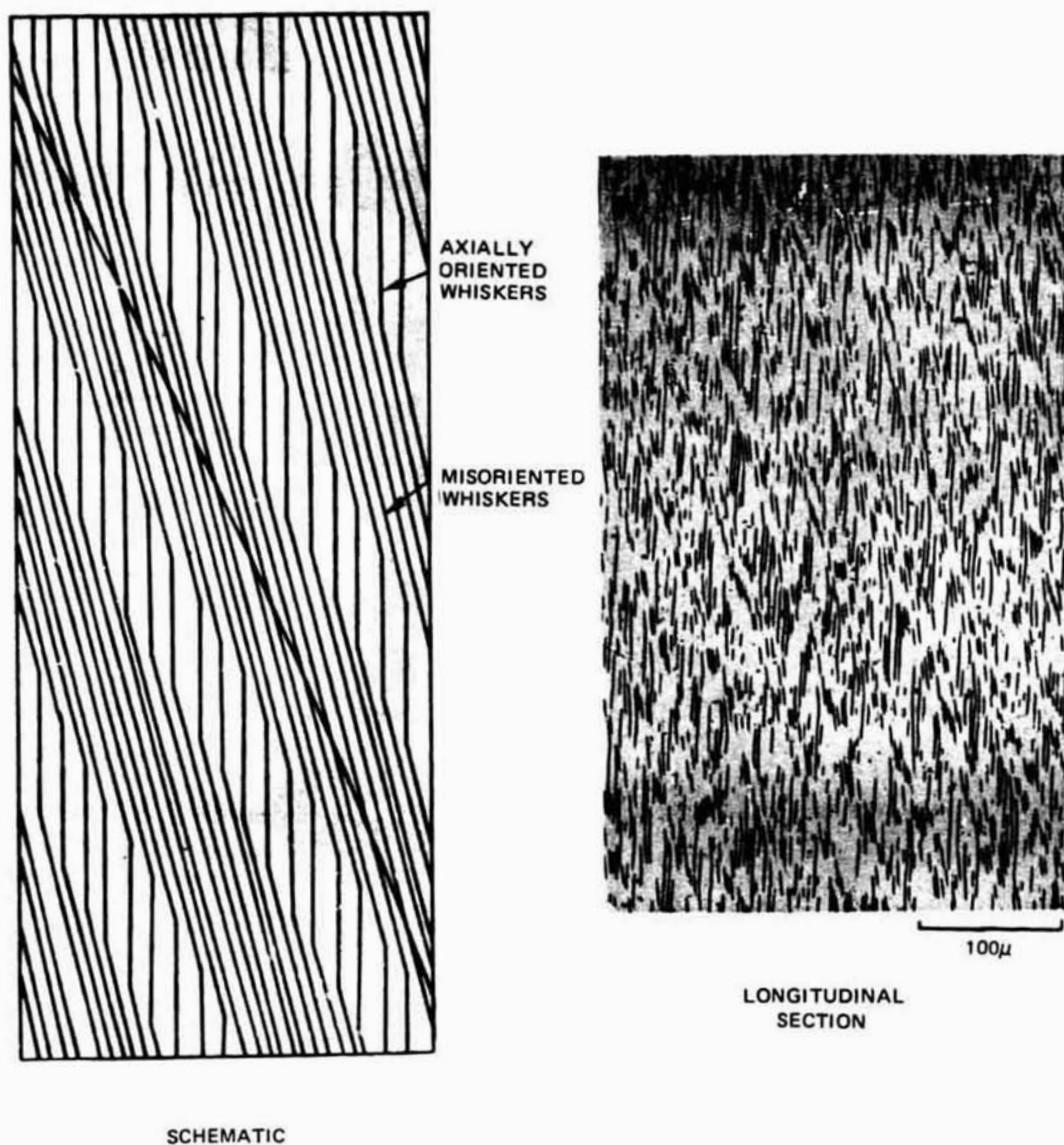 AXIALLY
ORIENTED
WHISKERS
MISORIENTED
WHISKERS
100μ
LONGITUDINAL
SECTION
SCHEMATIC